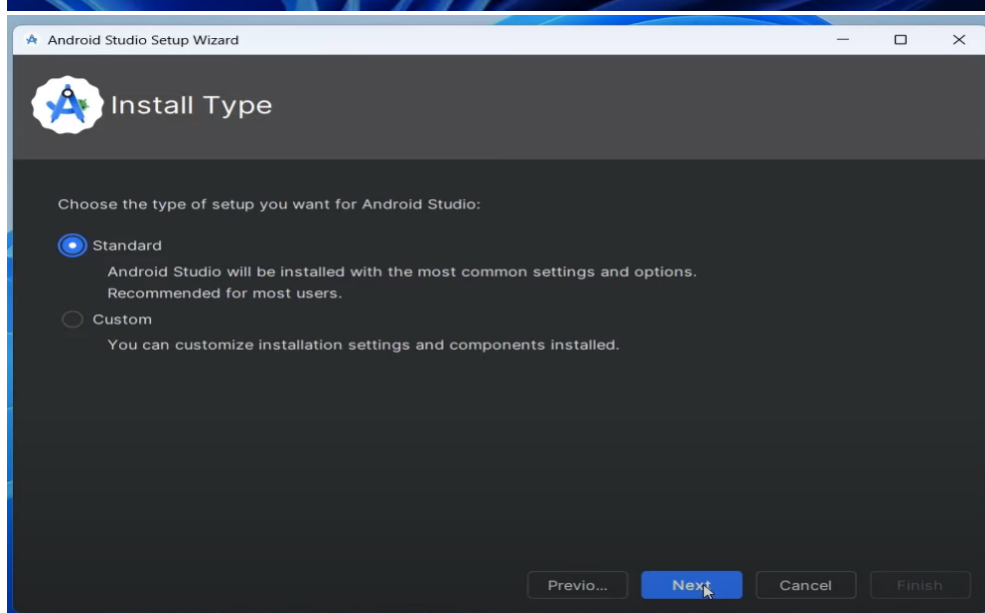 Android Studio Setup Wizard
Install Type
Choose the type of setup you want for Android Studio:
Standard
Android Studio will be installed with the most common settings and options.
Recommended for most users.
Custom
You can customize installation settings and components installed.
Previo... Next Cancel Finish